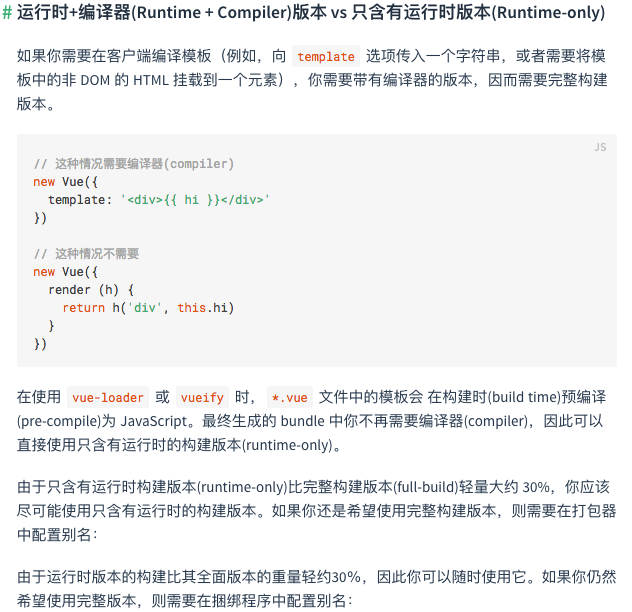 # 运行时+编译器(Runtime + Compiler)版本 vs 只含有运行时版本(Runtime-only)
如果你需要在客户端编译模板（例如，向 template 选项传入一个字符串，或者需要将模
板中的非 DOM 的 HTML 挂载到一个元素），你需要带有编译器的版本，因而需要完整构建
版本。
JS
// 这种情况需要编译器(compiler)
new Vue({
  template: '<div>{{ hi }}</div>'
})
// 这种情况不需要
new Vue({
  render (h) {
    return h('div', this.hi)
  }
})
在使用 vue-loader 或 vueify 时， *.vue 文件中的模板会 在构建时(build time)预编译
(pre-compile)为 JavaScript。最终生成的 bundle 中你不再需要编译器(compiler)，因此可以
直接使用只含有运行时的构建版本(runtime-only)。
由于只含有运行时构建版本(runtime-only)比完整构建版本(full-build)轻量大约 30%，你应该
尽可能使用只含有运行时的构建版本。如果你还是希望使用完整构建版本，则需要在打包器
中配置别名：
由于运行时版本的构建比其全面版本的重量轻约30％，因此你可以随时使用它。如果你仍然
希望使用完整版本，则需要在捆绑程序中配置别名：